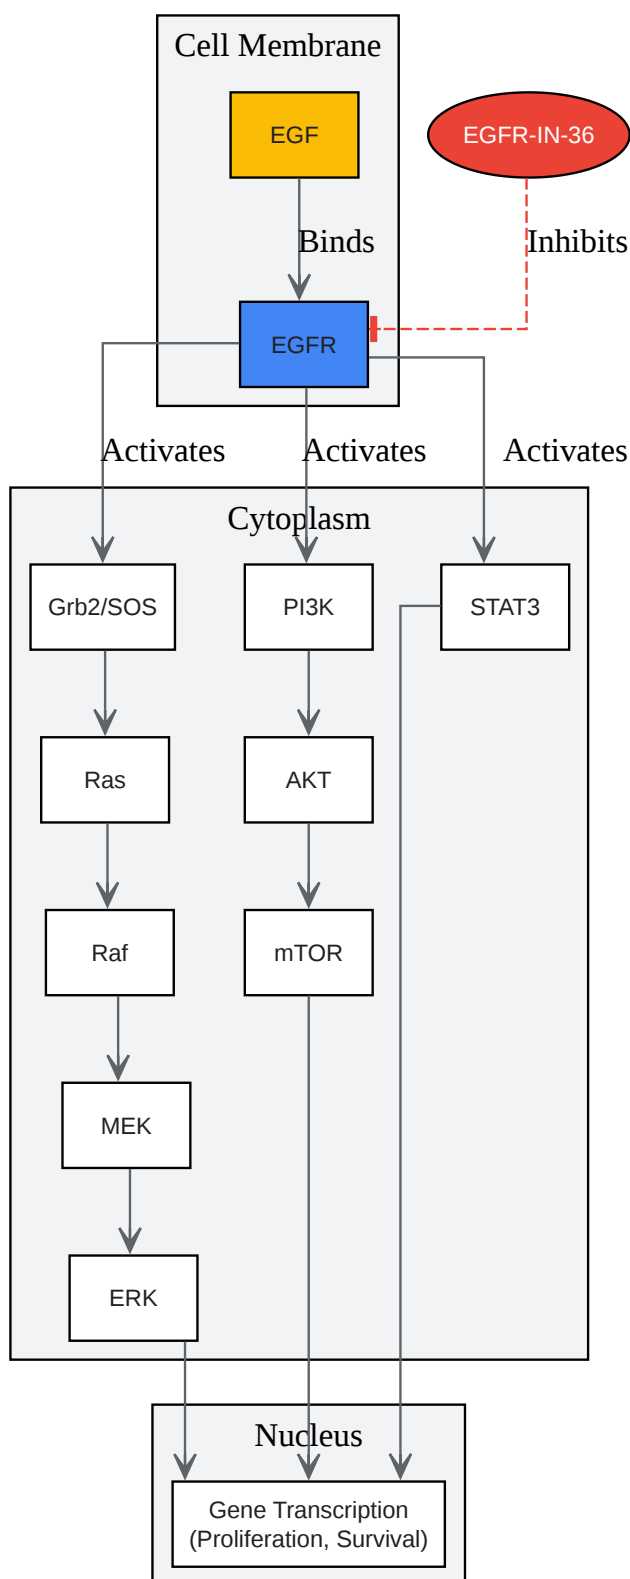 Cell Membrane
EGF
EGFR-IN-36
Binds
Inhibits
EGFR
Activates
Activates
Activates
Cytoplasm
Grb2/SOS
PI3K
STAT3
Ras
AKT
Raf
mTOR
MEK
ERK
Nucleus
Gene Transcription
(Proliferation, Survival)